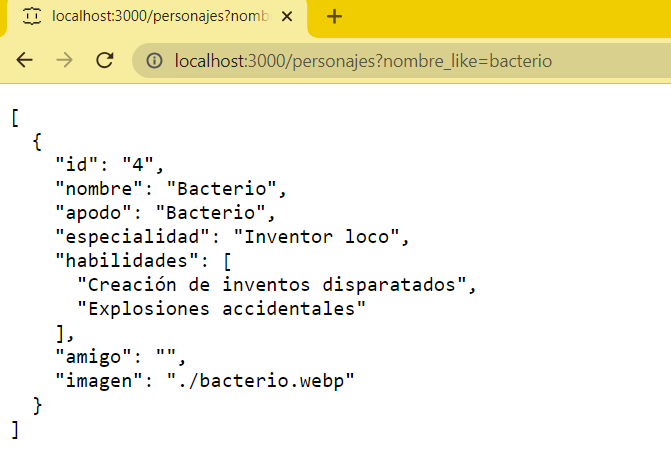 localhost:3000/personajes?nomb
localhost:3000/personajes?nombre_like=bacterio
[
  {
    "id": "4",
    "nombre": "Bacterio",
    "apodo": "Bacterio",
    "especialidad": "Inventor loco",
    "habilidades": [
      "Creación de inventos disparatados",
      "Explosiones accidentales"
    ],
    "amigo": "",
    "imagen": "./bacterio.webp"
  }
]